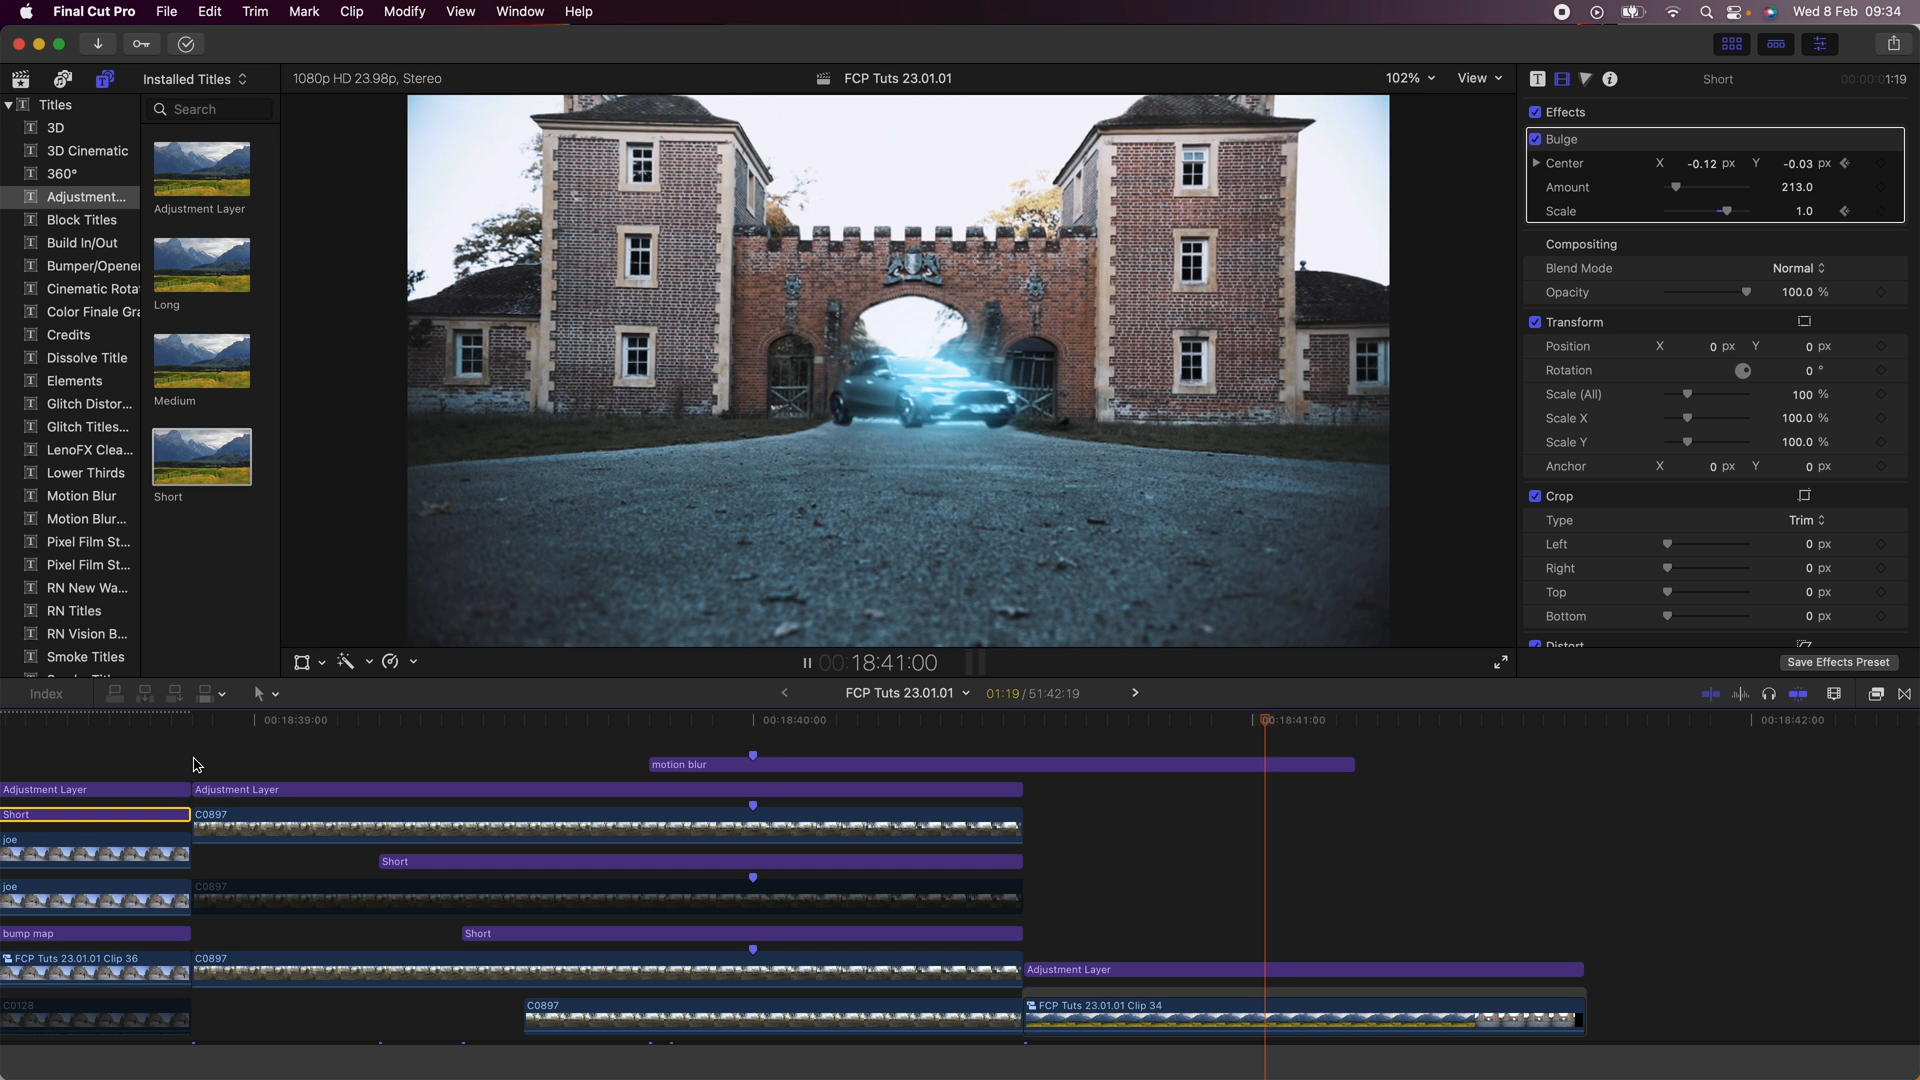 Final Cut Pro File Edit Trim Mark Clip Modify View Window Help Wed 8 Feb 09:34
Installed Titles
1080p HD 23.98p, Stereo
FCP Tuts 23.01.01
102%
View
Short
00:00:01:19
Titles
3D
3D Cinematic
360°
Adjustment...
Block Titles
Build In/Out
Bumper/Opener
Cinematic Rota
Color Finale Gra
Credits
Dissolve Title
Elements
Glitch Distor...
Glitch Titles...
LenoFX Clea...
Lower Thirds
Motion Blur
Motion Blur...
Pixel Film St...
Pixel Film St...
RN New Wa...
RN Titles
RN Vision B...
Smoke Titles
Search
Adjustment Layer
Long
Medium
Short
Effects
Bulge
Center X -0.12 px Y -0.03 px
Amount 213.0
Scale 1.0
Compositing
Blend Mode Normal
Opacity 100.0 %
Transform
Position X 0 px Y 0 px
Rotation 0 °
Scale (All) 100 %
Scale X 100.0 %
Scale Y 100.0 %
Anchor X 0 px Y 0 px
Crop
Type Trim
Left 0 px
Right 0 px
Top 0 px
Bottom 0 px
Distort
Save Effects Preset
00:18:41:00
Index
FCP Tuts 23.01.01
01:19 / 51:42:19
00:18:39:00 00:18:40:00 00:18:41:00 00:18:42:00
motion blur
Adjustment Layer Adjustment Layer
Short C0897
joe
Short
joe C0897
bump map Short
FCP Tuts 23.01.01 Clip 36 C0897
Adjustment Layer
C0128 C0897 FCP Tuts 23.01.01 Clip 34